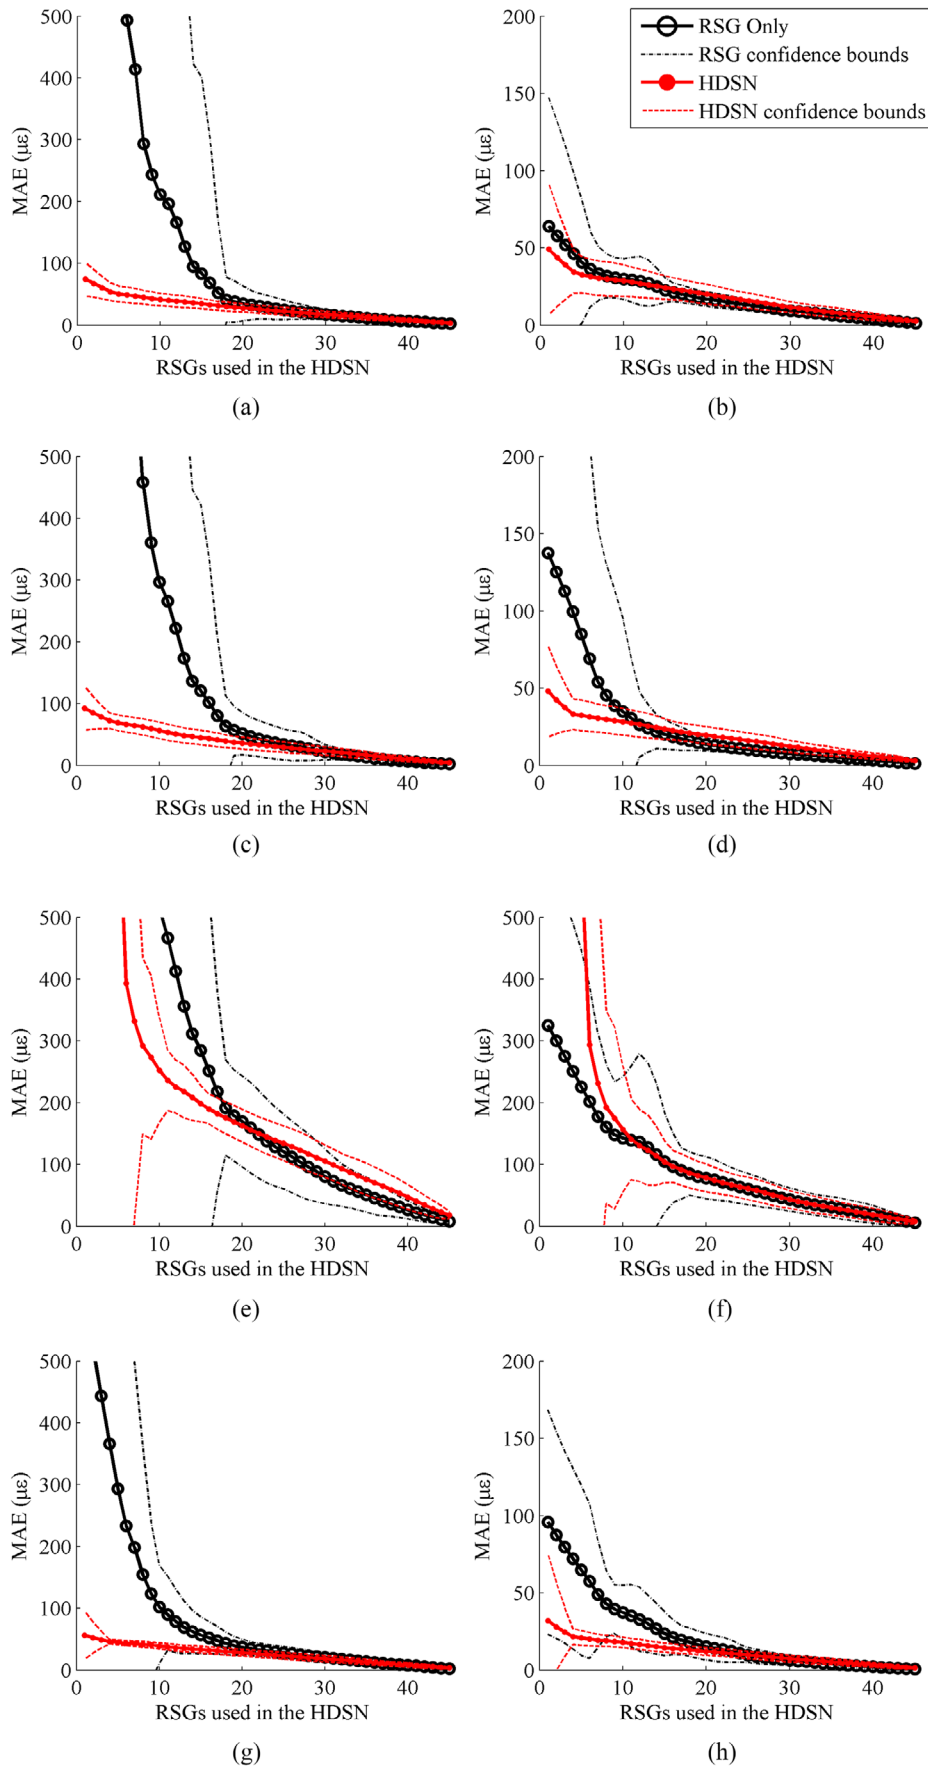 500
400
300
200
100
0
MAE (με)
0 10 20 30 40
RSGs used in the HDSN
(a)
200
150
100
50
0
MAE (με)
0 10 20 30 40
RSGs used in the HDSN
(b)
RSG Only
RSG confidence bounds
HDSN
HDSN confidence bounds
500
400
300
200
100
0
MAE (με)
0 10 20 30 40
RSGs used in the HDSN
(c)
200
150
100
50
0
MAE (με)
0 10 20 30 40
RSGs used in the HDSN
(d)
500
400
300
200
100
0
MAE (με)
0 10 20 30 40
RSGs used in the HDSN
(e)
500
400
300
200
100
0
MAE (με)
0 10 20 30 40
RSGs used in the HDSN
(f)
500
400
300
200
100
0
MAE (με)
0 10 20 30 40
RSGs used in the HDSN
(g)
200
150
100
50
0
MAE (με)
0 10 20 30 40
RSGs used in the HDSN
(h)